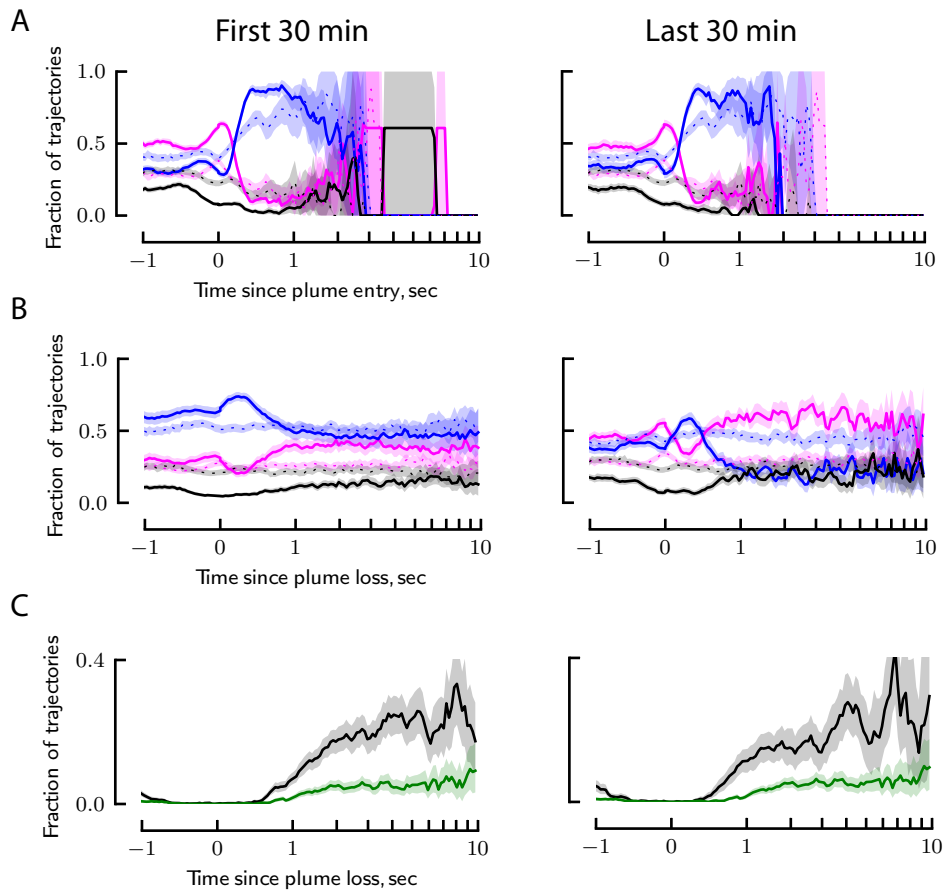 A
First 30 min
Last 30 min
Fraction of trajectories
1.0
0.5
0.0
−1
0
1
10
−1
0
1
10
Time since plume entry, sec
B
Fraction of trajectories
1.0
0.5
0.0
−1
0
1
10
−1
0
1
10
Time since plume loss, sec
C
Fraction of trajectories
0.4
0.0
−1
0
1
10
−1
0
1
10
Time since plume loss, sec